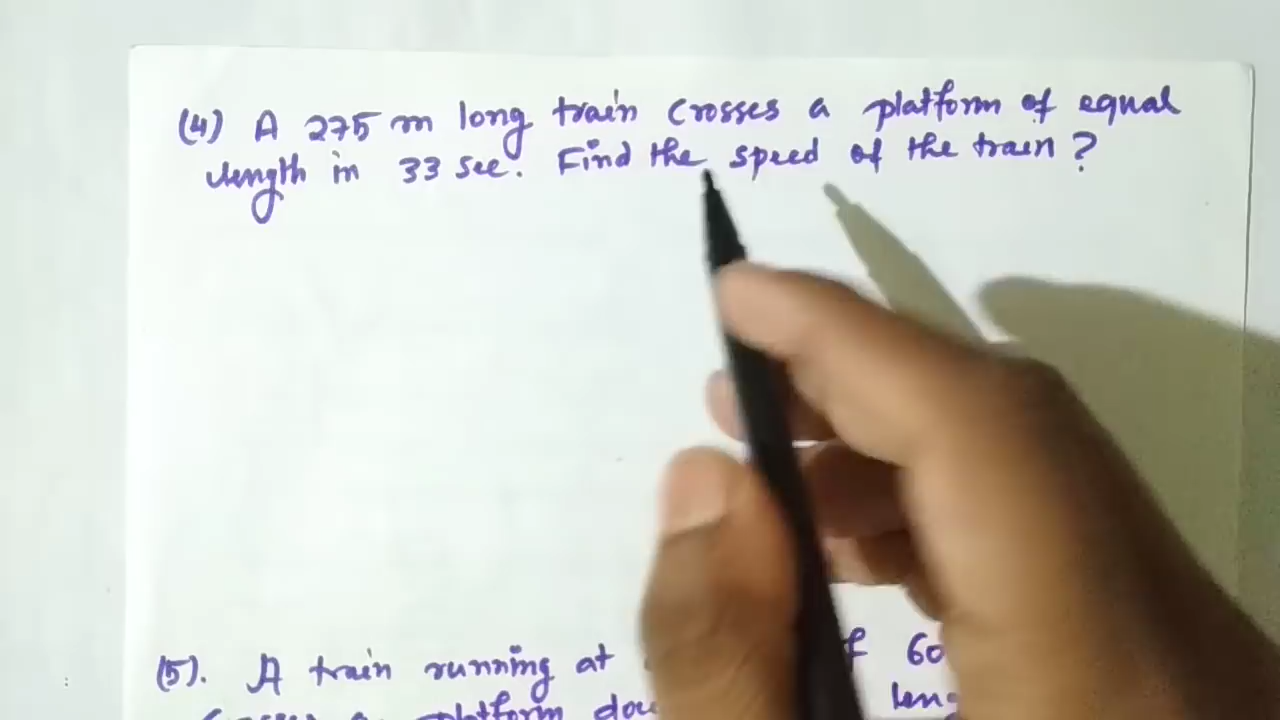 (4) A 275 m long train crosses a platform of equal
length in 33 sec. Find the speed of the train ?
(5). A train running at 60
platform